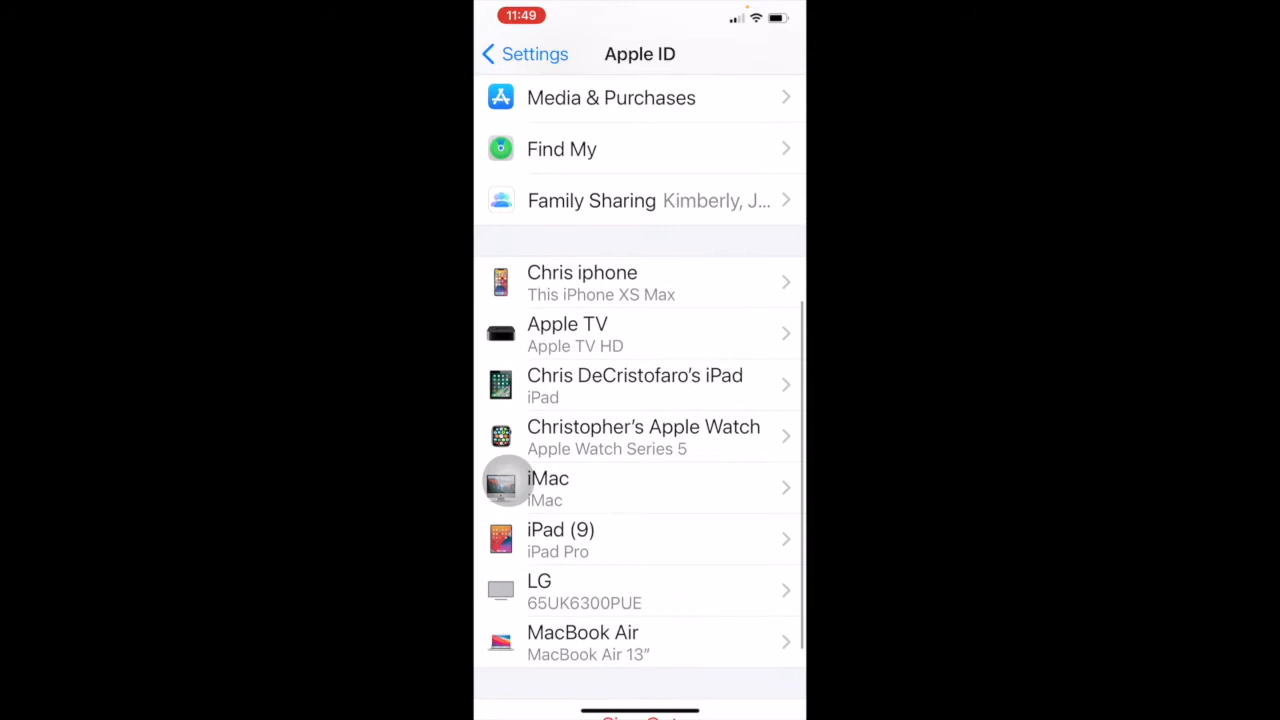 11:49
Settings
Apple ID
Media & Purchases
Find My
Family Sharing Kimberly, J...
Chris iphone
This iPhone XS Max
Apple TV
Apple TV HD
Chris DeCristofaro’s iPad
iPad
Christopher’s Apple Watch
Apple Watch Series 5
iMac
iMac
iPad (9)
iPad Pro
LG
65UK6300PUE
MacBook Air
MacBook Air 13”